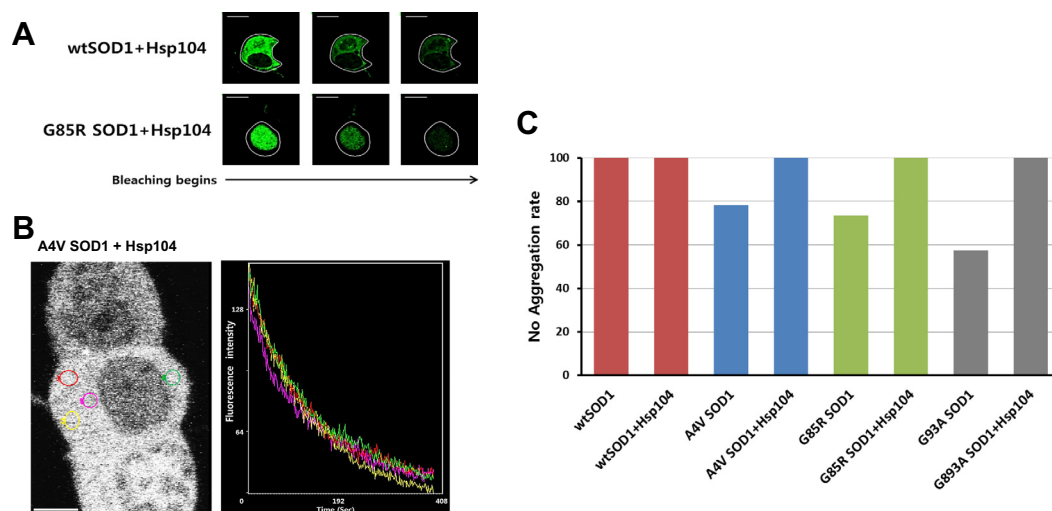 A
wtSOD1+Hsp104
G85R SOD1+Hsp104
Bleaching begins
B
A4V SOD1 + Hsp104
Fluorescence intensity
128
64
0
192
408
Time (Sec)
C
No Aggregation rate
100
80
60
40
20
0
wtSOD1
wtSOD1+Hsp104
A4V SOD1
A4V SOD1+Hsp104
G85R SOD1
G85R SOD1+Hsp104
G93A SOD1
G893A SOD1+Hsp104